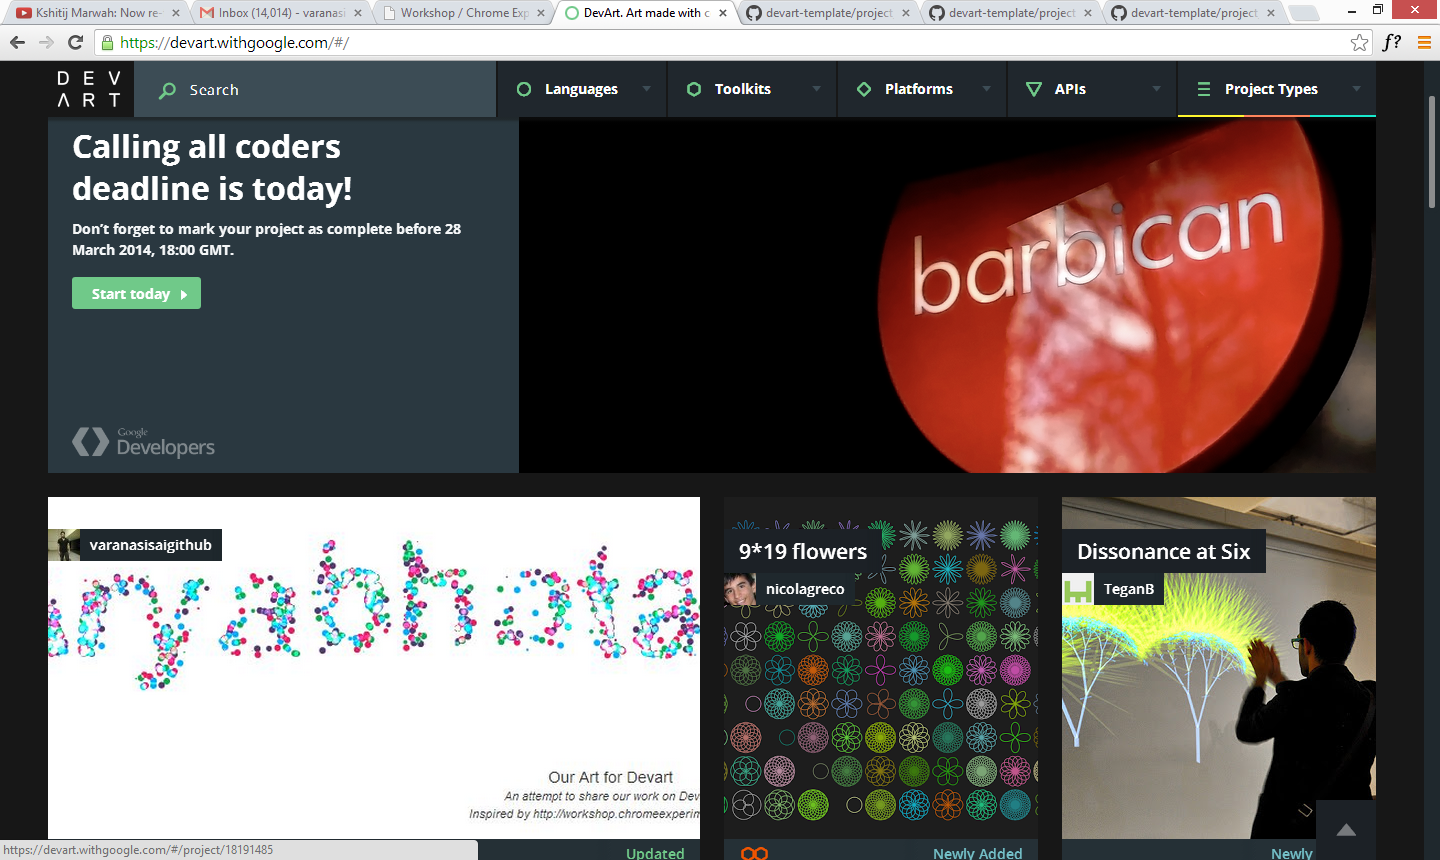 Kshitij Marwah: Now re-
Inbox (14,014) - varanasi
Workshop / Chrome Exp
DevArt. Art made with c
devart-template/project
devart-template/project
devart-template/project
https://devart.withgoogle.com/#/
f?
DEV
ART
Search
Languages
Toolkits
Platforms
APIs
Project Types
Calling all coders
deadline is today!
Don't forget to mark your project as complete before 28
March 2014, 18:00 GMT.
Start today
Google
Developers
barbican
varanasisaigithub
aryabhata
Our Art for Devart
An attempt to share our work on Dev
Inspired by http://workshop.chromeexperim
9*19 flowers
nicolagreco
Dissonance at Six
TeganB
https://devart.withgoogle.com/#/project/18191485
Updated
Newly Added
Newly